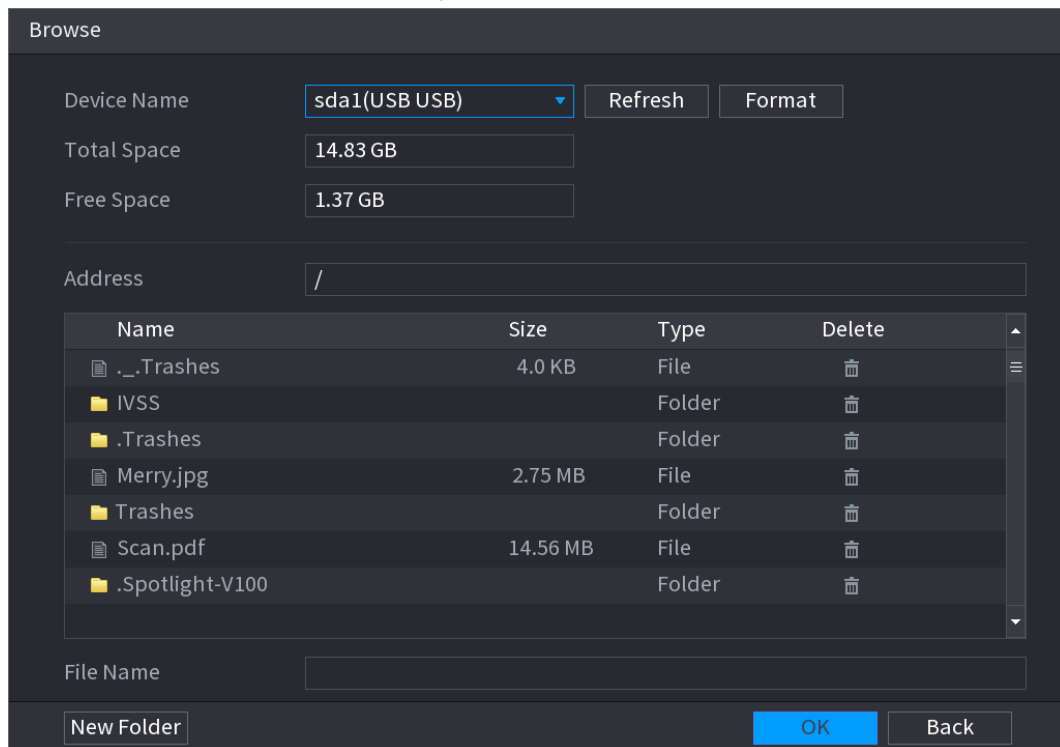 Browse
Device Name sda1(USB USB) Refresh Format
Total Space 14.83 GB
Free Space 1.37 GB
Address /
Name Size Type Delete
._.Trashes 4.0 KB File
IVSS Folder
.Trashes Folder
Merry.jpg 2.75 MB File
Trashes Folder
Scan.pdf 14.56 MB File
.Spotlight-V100 Folder
File Name
New Folder OK Back